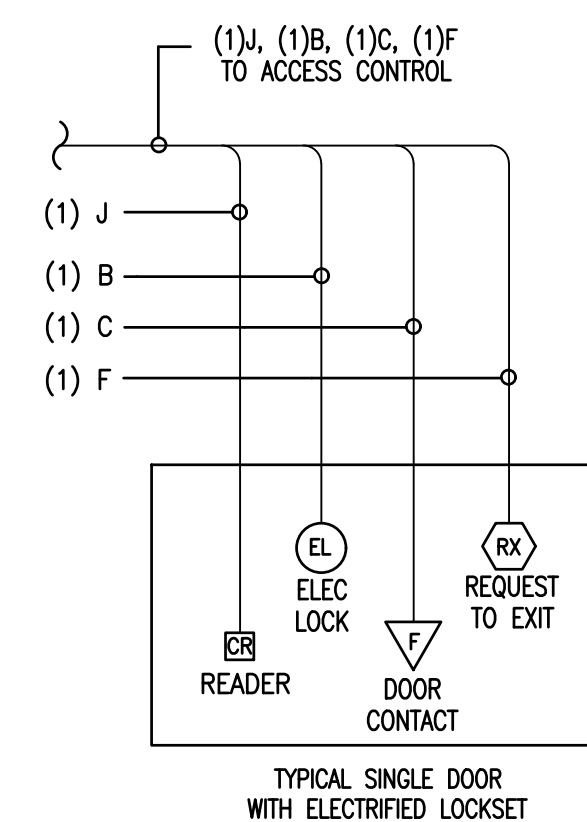 (1)J, (1)B, (1)C, (1)F
TO ACCESS CONTROL
(1) J
(1) B
(1) C
(1) F
EL
ELEC
LOCK
RX
REQUEST
TO EXIT
CR
READER
F
DOOR
CONTACT
TYPICAL SINGLE DOOR
WITH ELECTRIFIED LOCKSET